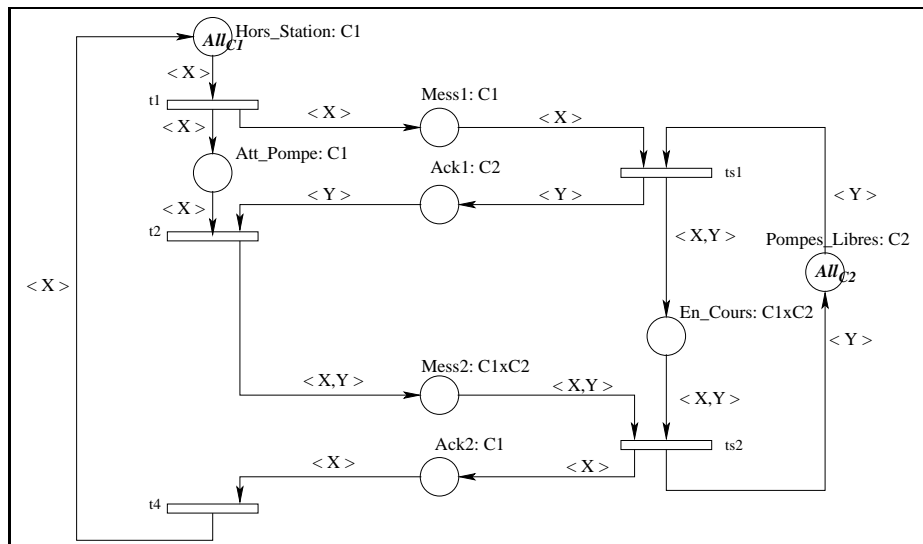 All C1 Hors_Station: C1
< X >
t1
Mess1: C1
< X >
< X >
< X >
Att_Pompe: C1
Ack1: C2
ts1
< X >
< Y >
< Y >
< Y >
t2
< X,Y >
Pompes_Libres: C2
All C2
< X >
En_Cours: C1xC2
< Y >
Mess2: C1xC2
< X,Y >
< X,Y >
< X,Y >
Ack2: C1
ts2
< X >
< X >
t4